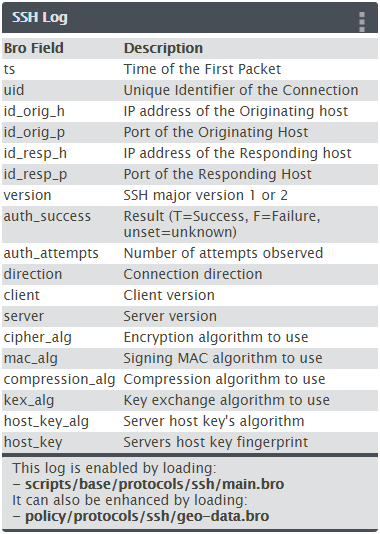 SSH Log
Bro Field Description
ts Time of the First Packet
uid Unique Identifier of the Connection
id_orig_h IP address of the Originating host
id_orig_p Port of the Originating Host
id_resp_h IP address of the Responding host
id_resp_p Port of the Responding Host
version SSH major version 1 or 2
auth_success Result (T=Success, F=Failure,
unset=unknown)
auth_attempts Number of attempts observed
direction Connection direction
client Client version
server Server version
cipher_alg Encryption algorithm to use
mac_alg Signing MAC algorithm to use
compression_alg Compression algorithm to use
kex_alg Key exchange algorithm to use
host_key_alg Server host key's algorithm
host_key Servers host key fingerprint
This log is enabled by loading:
- scripts/base/protocols/ssh/main.bro
It can also be enhanced by loading:
- policy/protocols/ssh/geo-data.bro